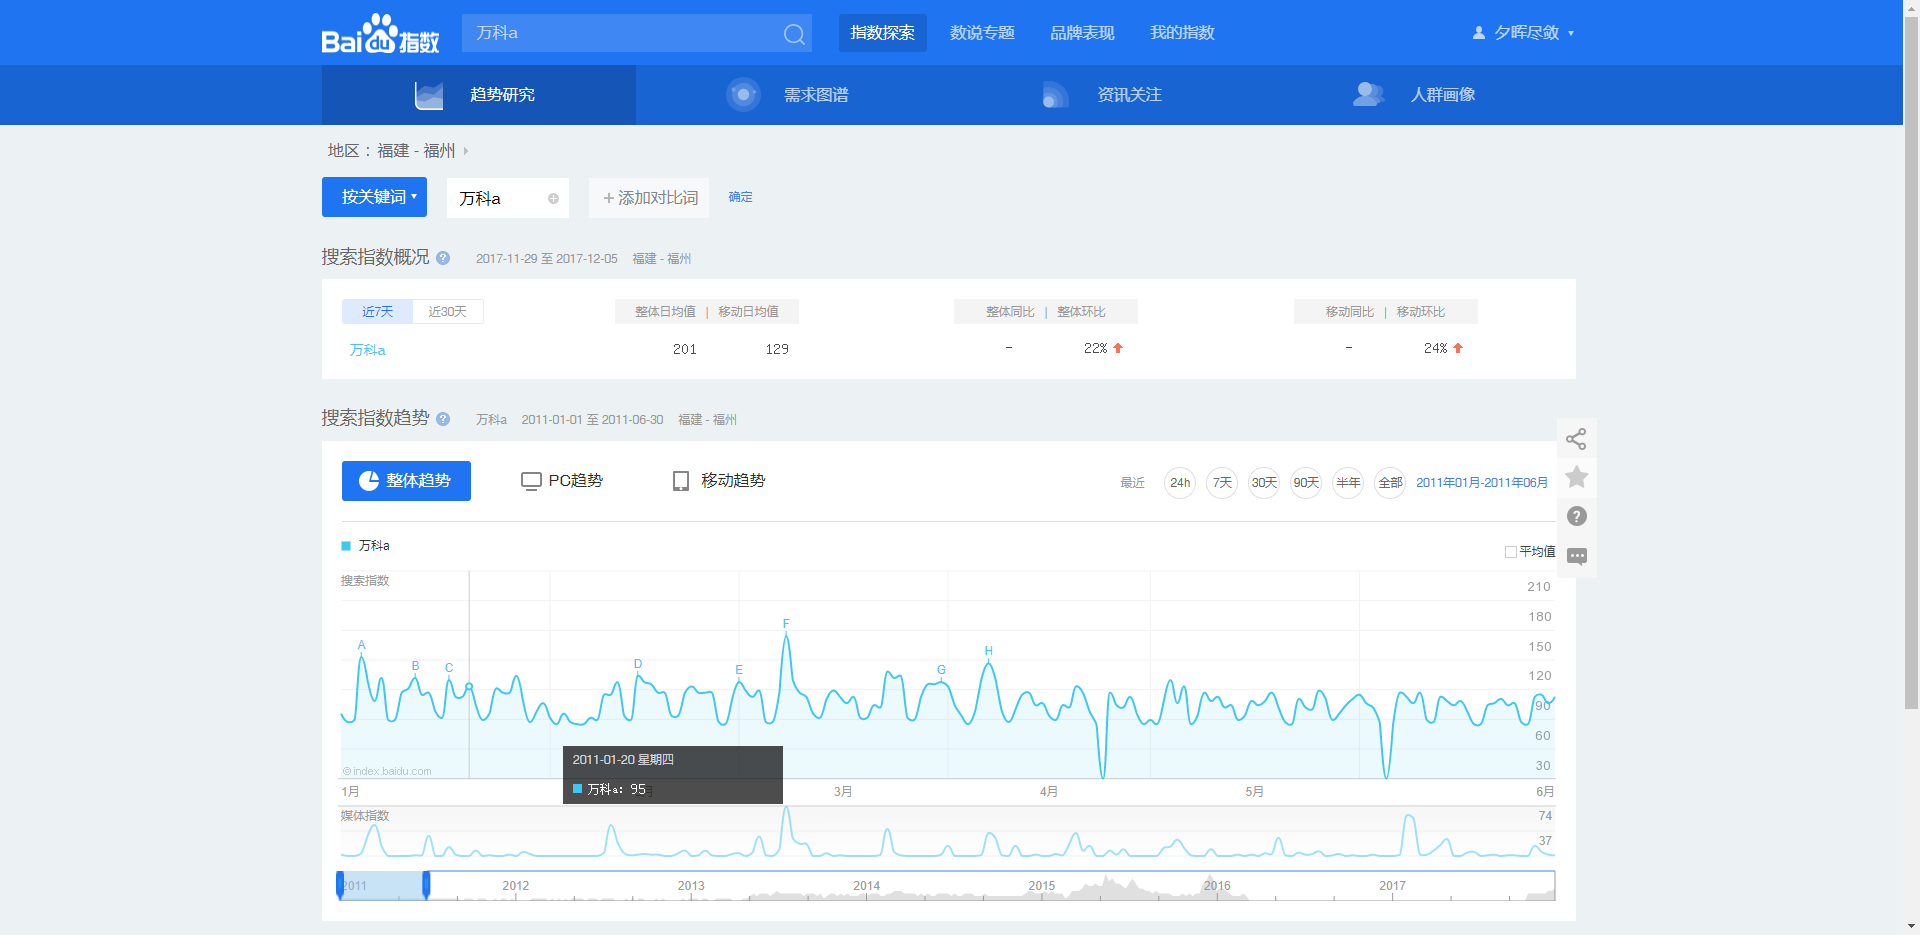 Baidu指数 万科a 指数探索 数说专题 品牌表现 我的指数 夕晖尽敛
趋势研究 需求图谱 资讯关注 人群画像
地区： 福建 - 福州
按关键词 万科a +添加对比词 确定
搜索指数概况 ? 2017-11-29 至 2017-12-05 福建 - 福州
近7天 近30天 整体日均值 | 移动日均值 整体同比 | 整体环比 移动同比 | 移动环比
万科a 201 129 - 22% - 24%
搜索指数趋势 ? 万科a 2011-01-01 至 2011-06-30 福建 - 福州
整体趋势 PC趋势 移动趋势 最近 24h 7天 30天 90天 半年 全部 2011年01月-2011年06月
?
万科a
平均值
搜索指数
210
180
150
120
90
60
30
A B C D E F G H
©index.baidu.com
2011-01-20 星期四
万科a: 95
1月 3月 4月 5月 6月
媒体指数
74
37
2011 2012 2013 2014 2015 2016 2017